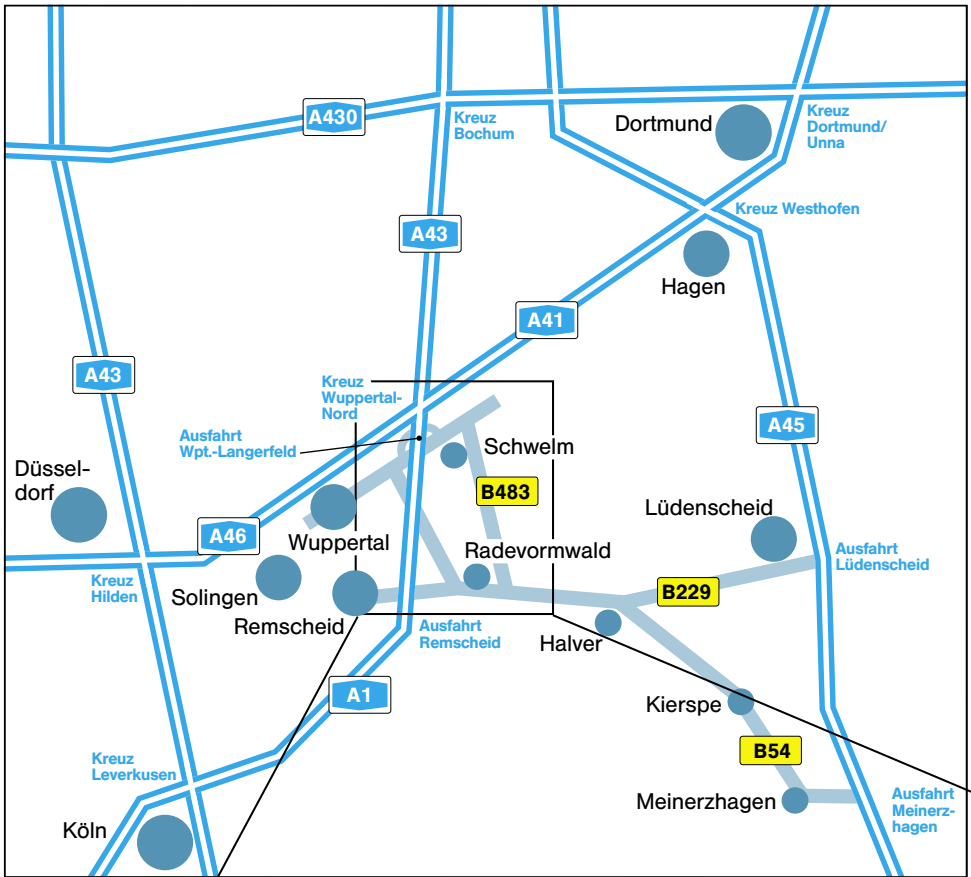 A430
Kreuz
Bochum
Dortmund
Kreuz
Dortmund/
Unna
Kreuz Westhofen
A43
Hagen
A41
A43
Kreuz
Wuppertal-
Nord
A45
Ausfahrt
Wpt.-Langerfeld
Schwelm
Düssel-
dorf
B483
Lüdenscheid
A46
Wuppertal
Radevormwald
Ausfahrt
Lüdenscheid
Kreuz
Hilden
Solingen
B229
Remscheid
Ausfahrt
Remscheid
Halver
A1
Kierspe
B54
Kreuz
Leverkusen
Meinerzhagen
Ausfahrt
Meinerz-
hagen
Köln